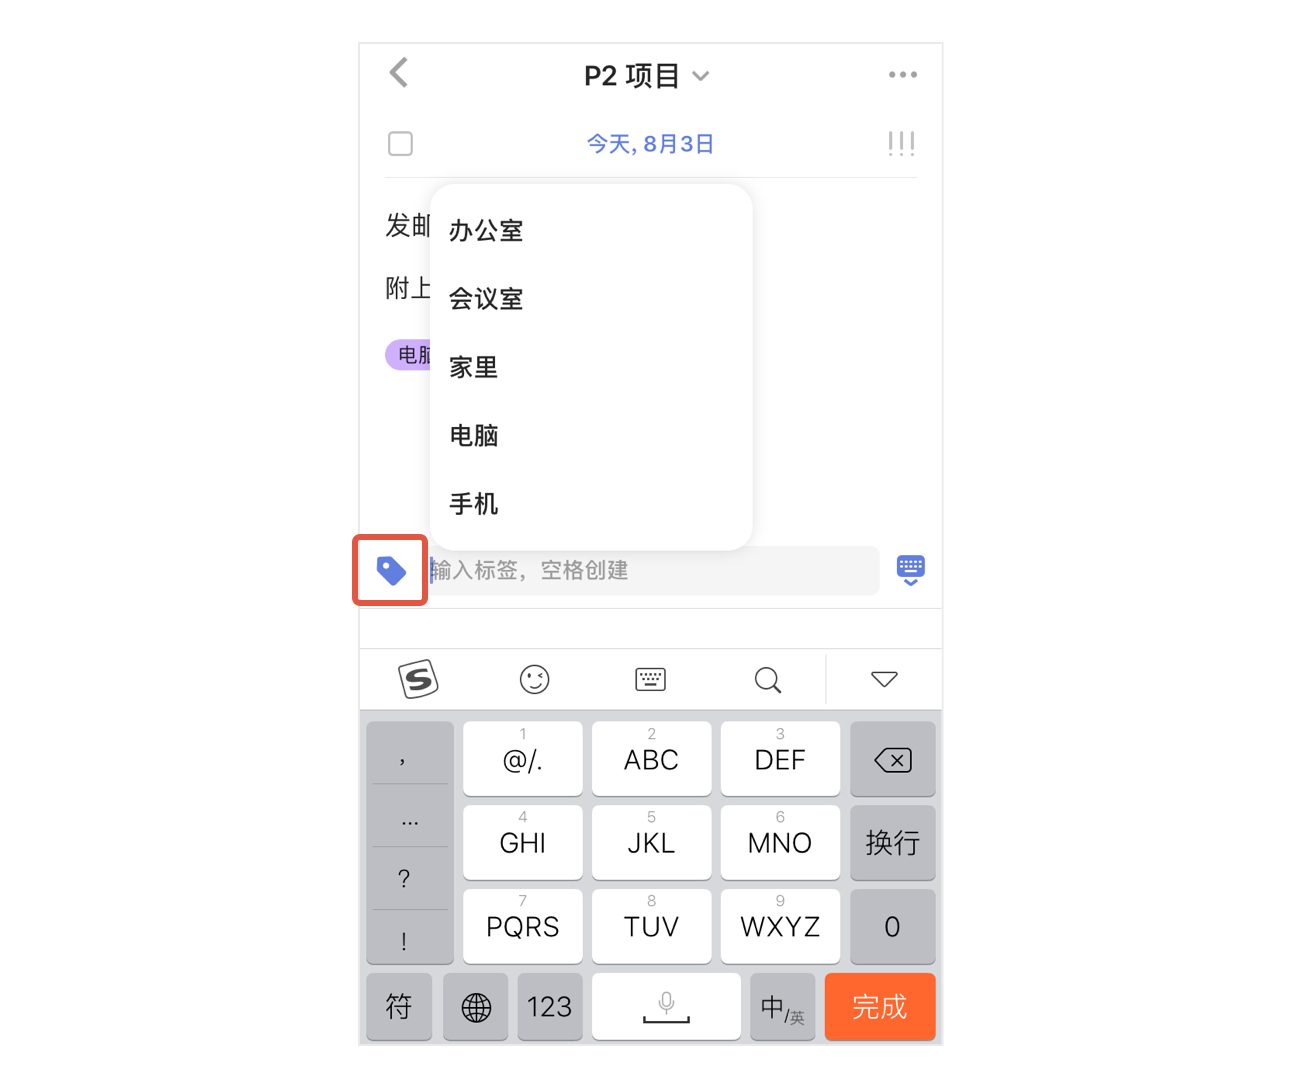 P2 项目
今天, 8月3日
发邮
附上
电脑
办公室
会议室
家里
电脑
手机
输入标签，空格创建
S
,
1
@/.
2
ABC
3
DEF
...
4
GHI
5
JKL
6
MNO
换行
?
7
PQRS
8
TUV
9
WXYZ
0
!
符
123
中/英
完成